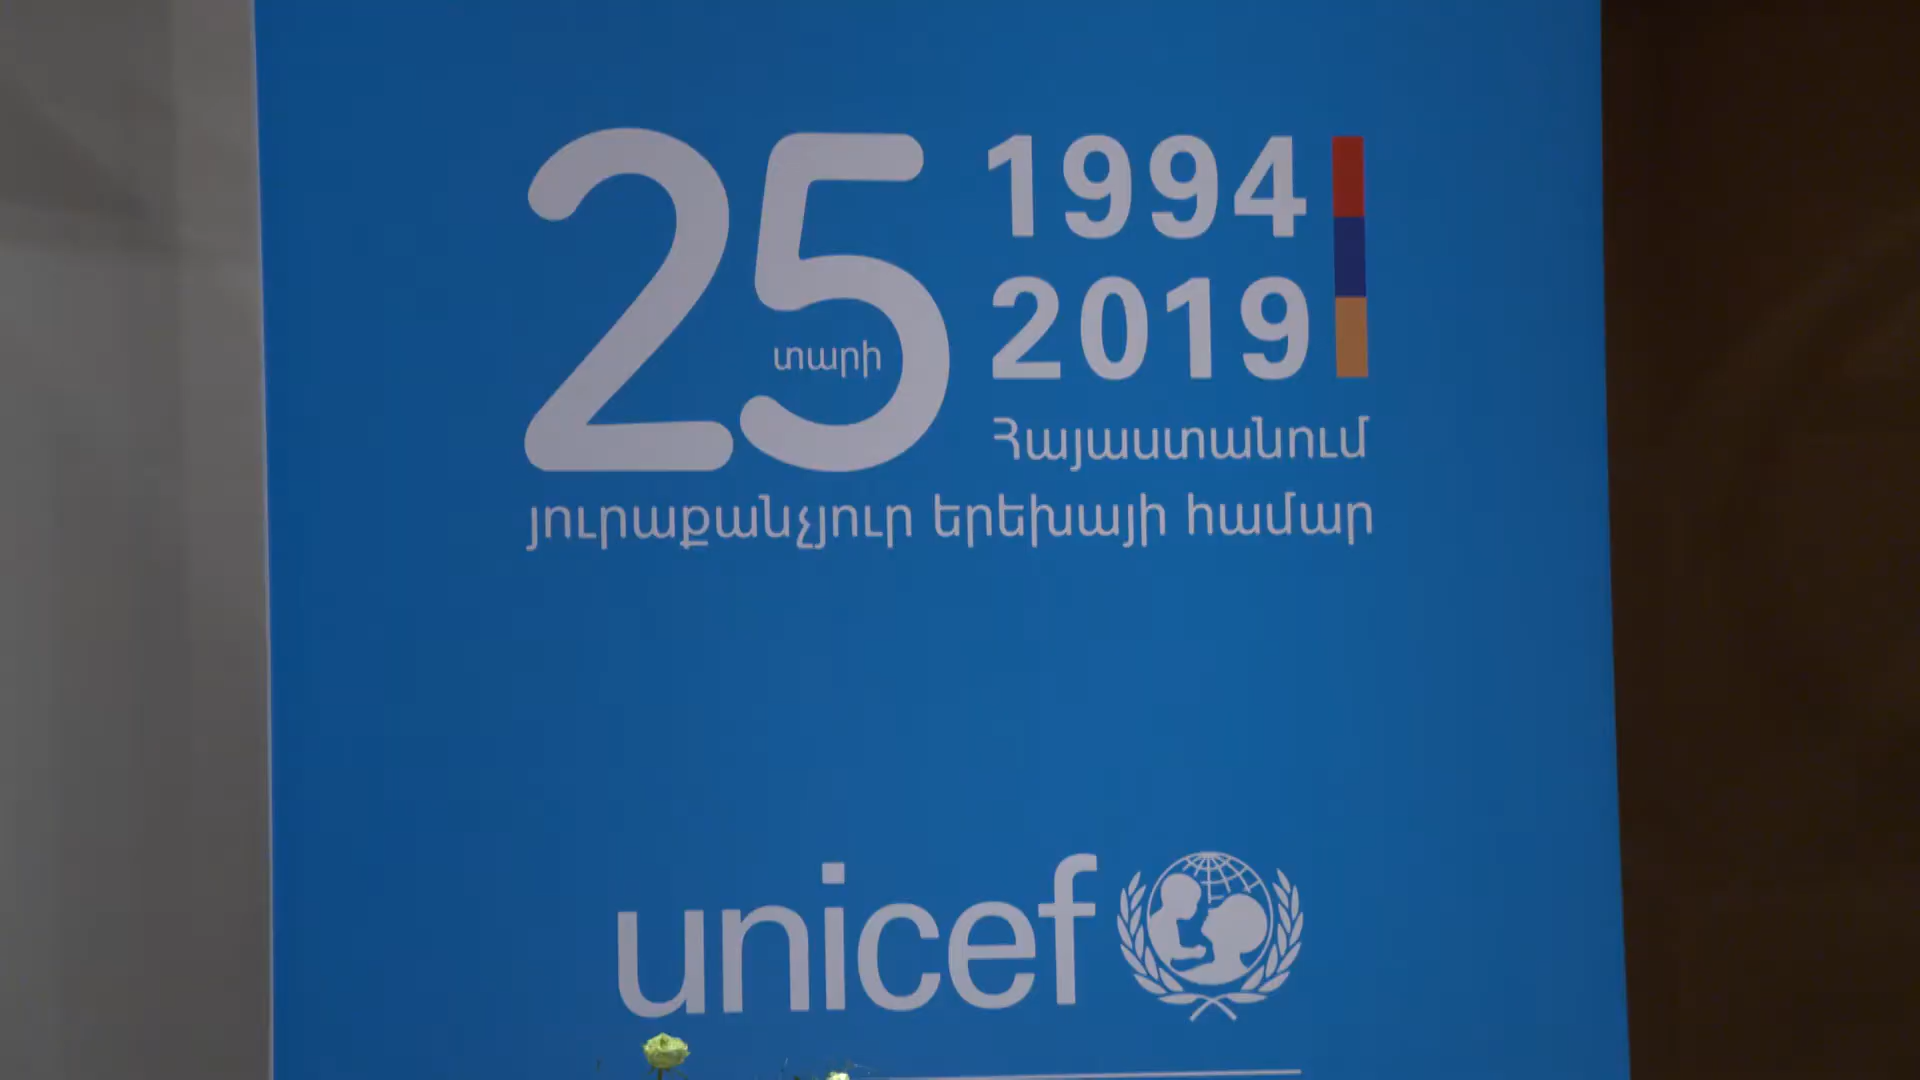 25 տարի
1994
2019
Հայաստանում
յուրաքանչյուր երեխայի համար
unicef